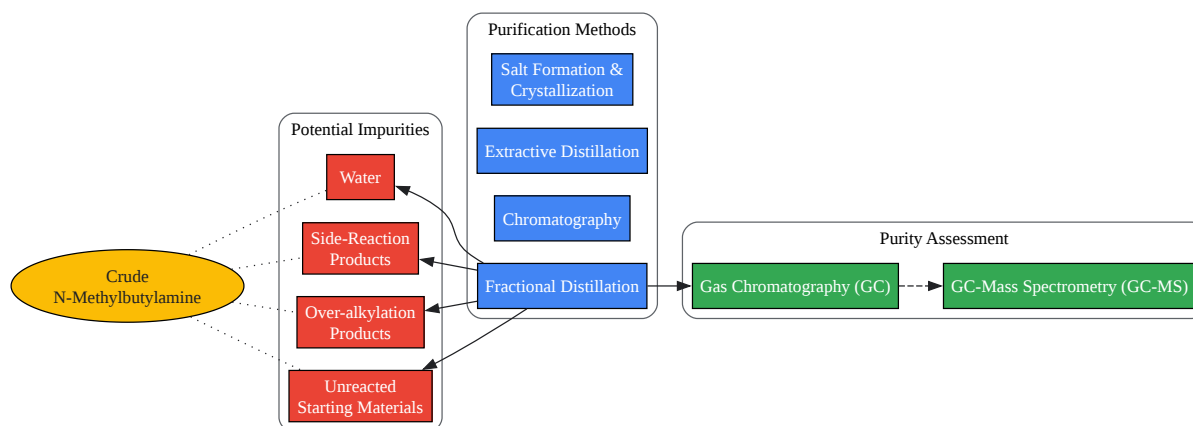 Purification Methods
Salt Formation &
Crystallization
Extractive Distillation
Chromatography
Fractional Distillation
Potential Impurities
Water
Side-Reaction
Products
Over-alkylation
Products
Unreacted
Starting Materials
Crude
N-Methylbutylamine
Purity Assessment
Gas Chromatography (GC)
GC-Mass Spectrometry (GC-MS)